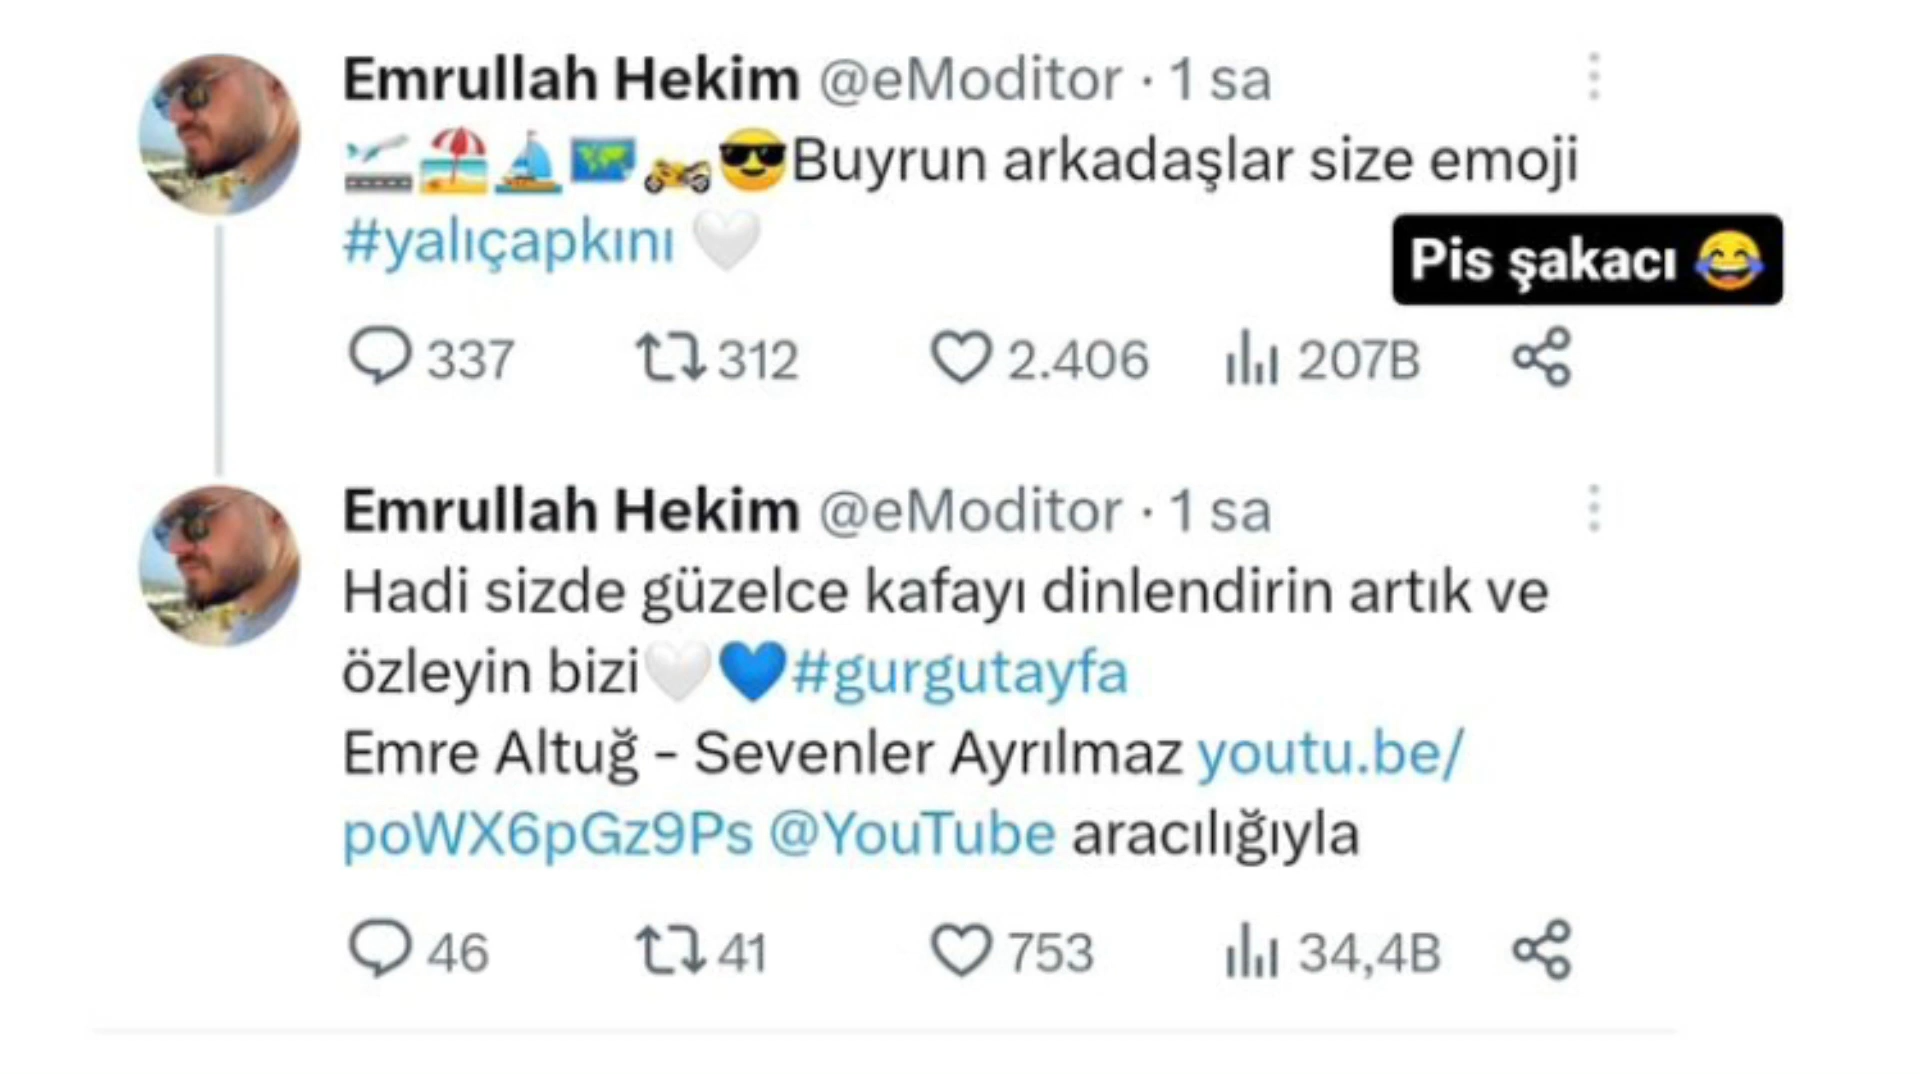 Emrullah Hekim @eModitor · 1 sa
🛫🏖️⛵🗺️🏍️😎Buyrun arkadaşlar size emoji
#yalıçapkını 🤍
Pis şakacı 😂
337 312 2.406 207B
Emrullah Hekim @eModitor · 1 sa
Hadi sizde güzelce kafayı dinlendirin artık ve
özleyin bizi🤍💙#gurgutayfa
Emre Altuğ - Sevenler Ayrılmaz youtu.be/
poWX6pGz9Ps @YouTube aracılığıyla
46 41 753 34,4B